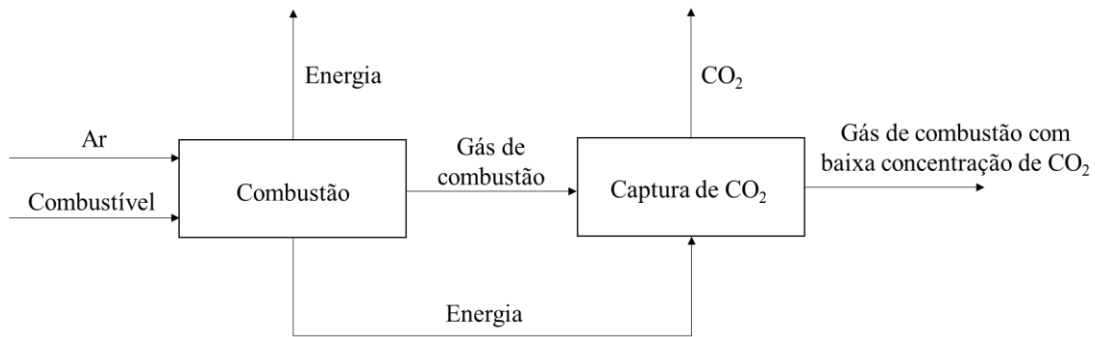 Energia
CO₂
Ar
Combustível
Combustão
Gás de
combustão
Captura de CO₂
Gás de combustão com
baixa concentração de CO₂
Energia